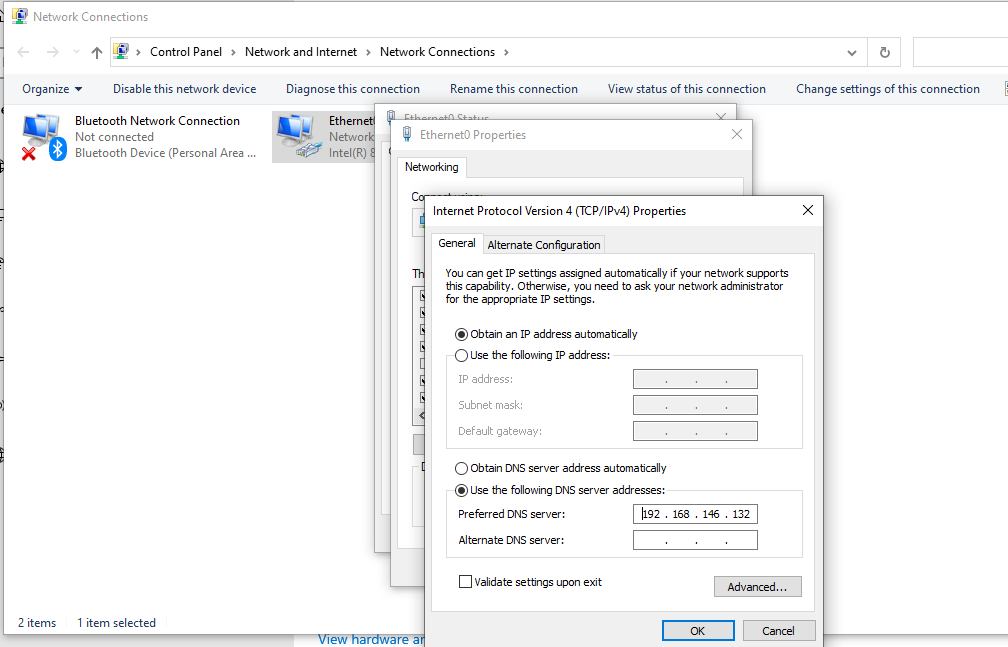 Network Connections
Control Panel > Network and Internet > Network Connections >
Organize Disable this network device Diagnose this connection Rename this connection View status of this connection Change settings of this connection
Bluetooth Network Connection
Not connected
Bluetooth Device (Personal Area ...
Ethernet0
Network
Intel(R) 8
Ethernet0 Status
Ethernet0 Properties
Networking
Connect using:
Th
Internet Protocol Version 4 (TCP/IPv4) Properties
General Alternate Configuration
You can get IP settings assigned automatically if your network supports
this capability. Otherwise, you need to ask your network administrator
for the appropriate IP settings.
Obtain an IP address automatically
Use the following IP address:
IP address: . . .
Subnet mask: . . .
Default gateway: . . .
Obtain DNS server address automatically
Use the following DNS server addresses:
Preferred DNS server: 192 . 168 . 146 . 132
Alternate DNS server: . . .
Validate settings upon exit
Advanced...
OK Cancel
2 items 1 item selected
View hardware an